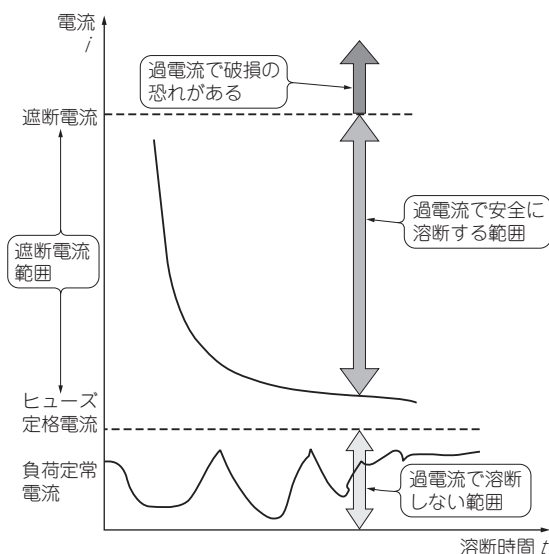 電流
i
過電流で破損の
恐れがある
遮断電流
過電流で安全に
溶断する範囲
遮断電流
範囲
ヒューズ
定格電流
負荷定常
電流
過電流で溶断
しない範囲
溶断時間 t